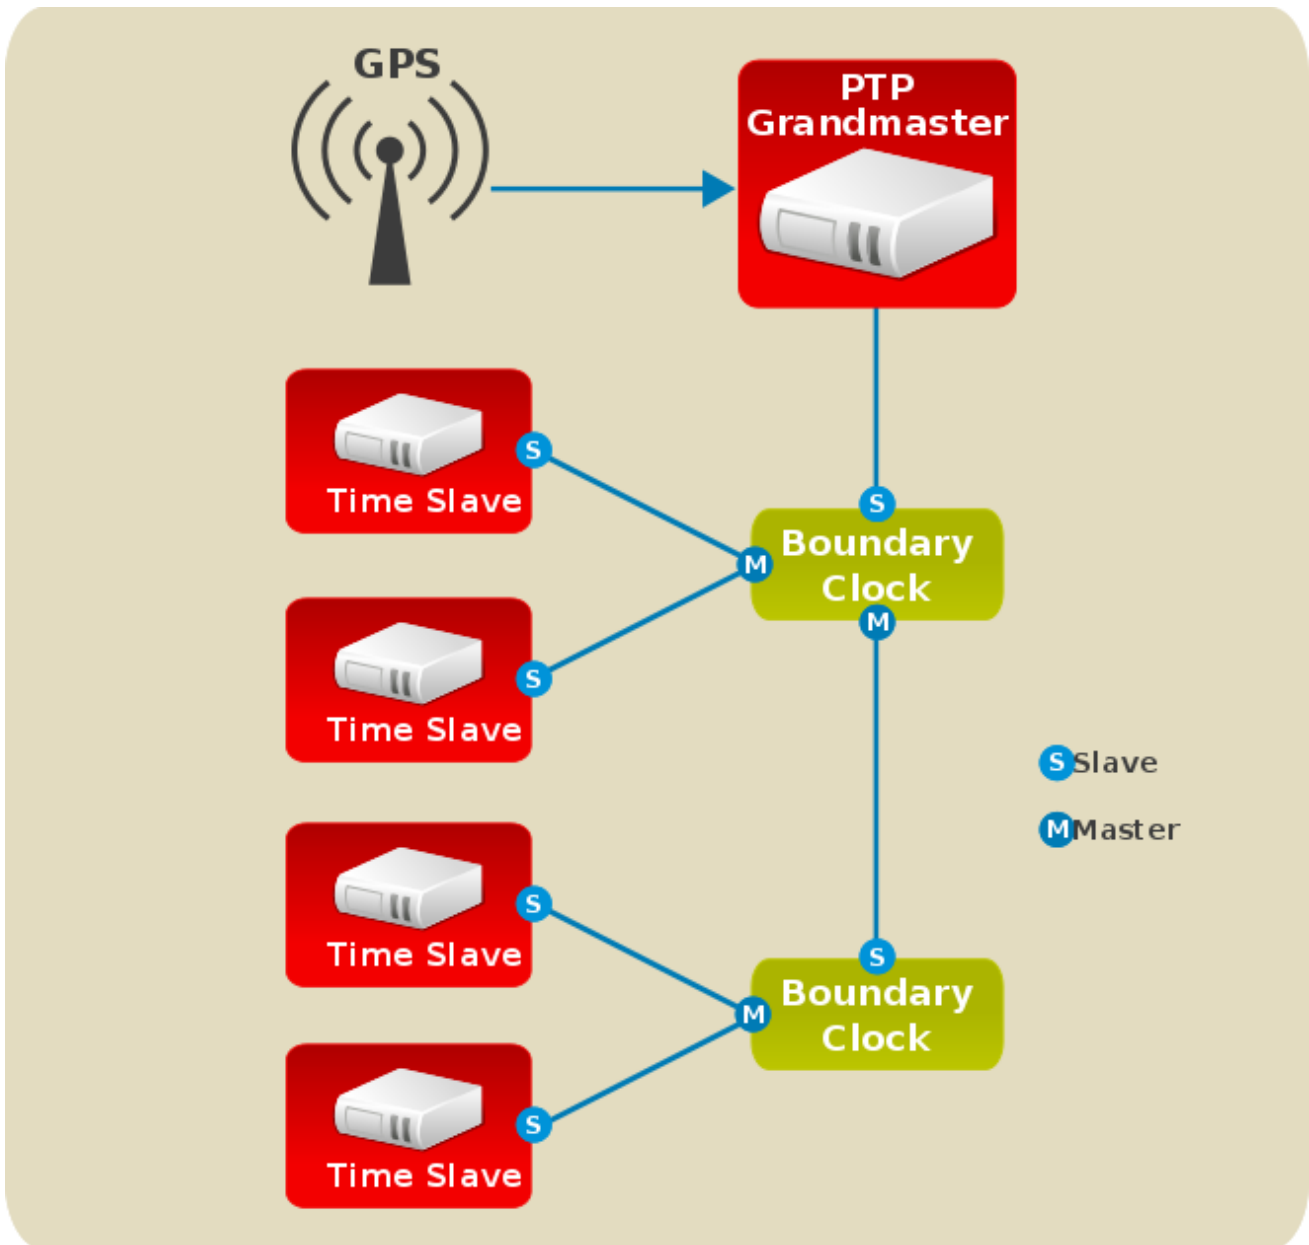 GPS
PTP
Grandmaster
S
Time Slave
S
Boundary
Clock
M
M
S
Time Slave
S Slave
M Master
S
Time Slave
S
Boundary
Clock
M
S
Time Slave